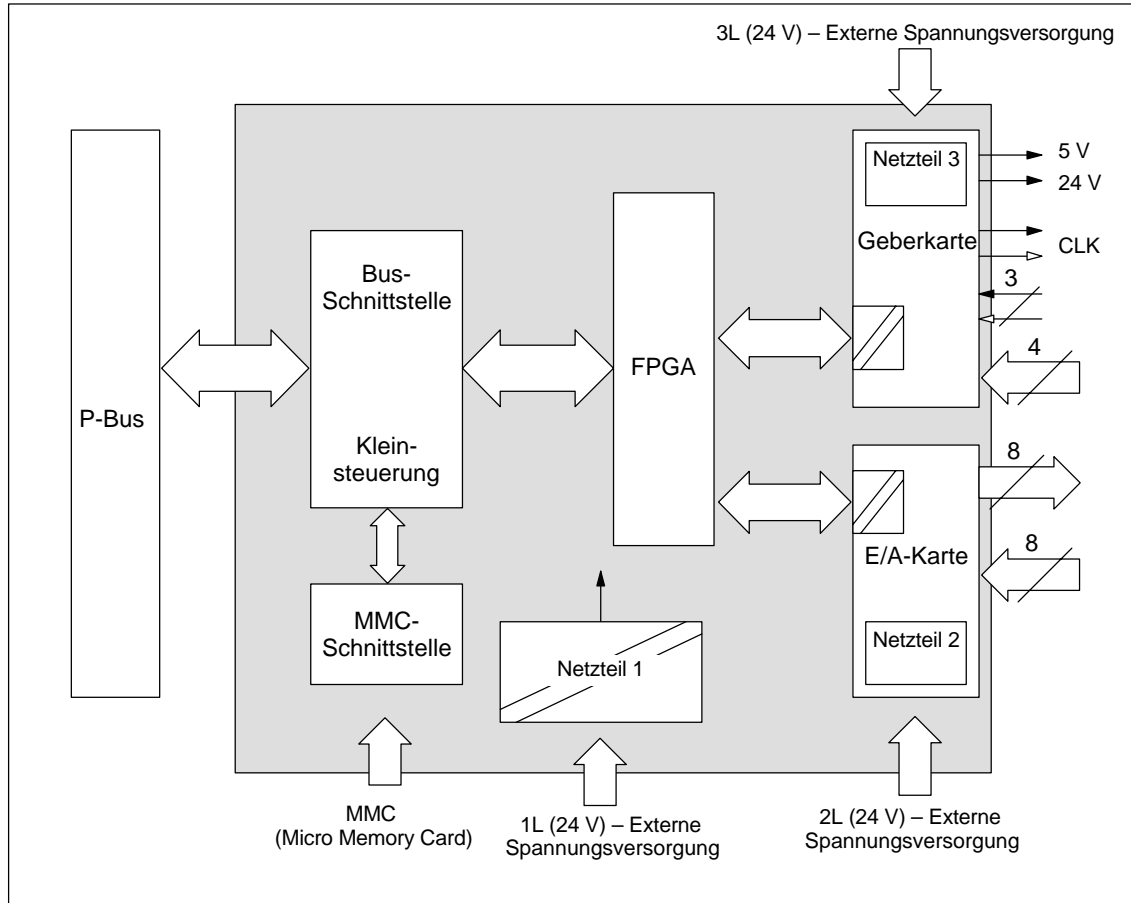 3L (24 V) – Externe Spannungsversorgung
Netzteil 3
5 V
24 V
Geberkarte
CLK
3
4
Bus-
Schnittstelle
FPGA
P-Bus
Klein-
steuerung
8
E/A-Karte
8
MMC-
Schnittstelle
Netzteil 1
Netzteil 2
MMC
(Micro Memory Card)
1L (24 V) – Externe
Spannungsversorgung
2L (24 V) – Externe
Spannungsversorgung